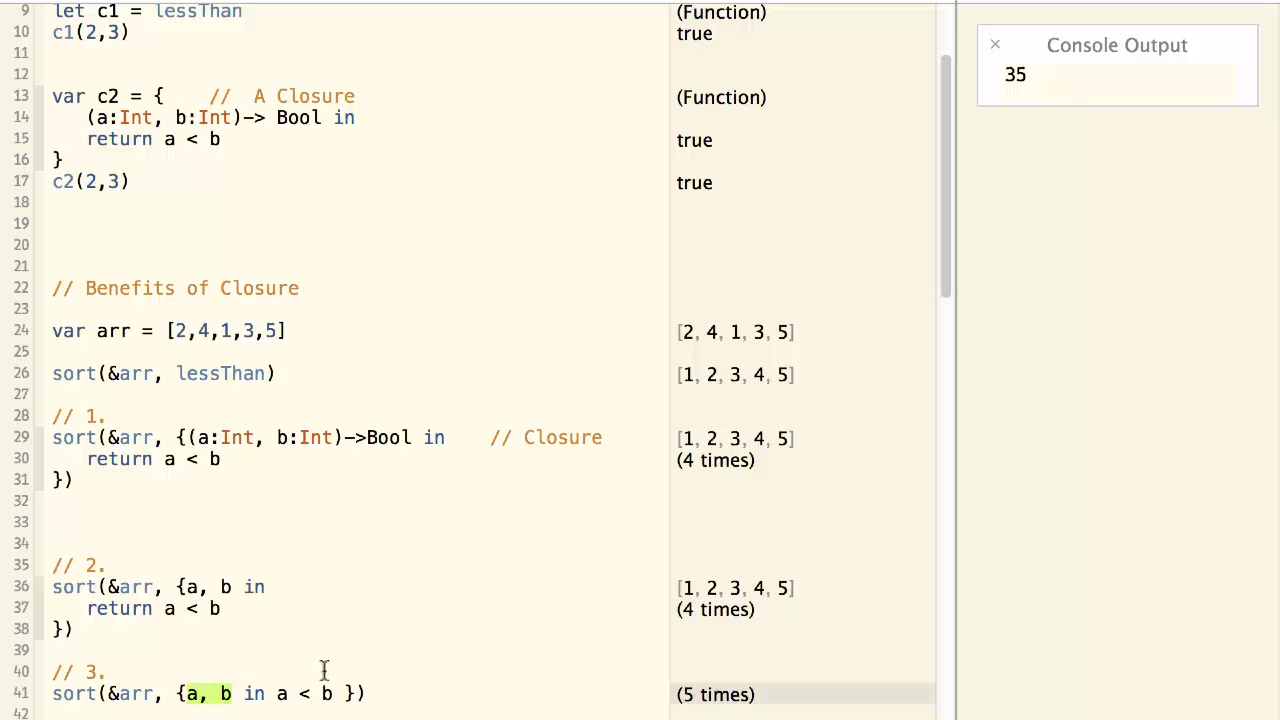 9 let c1 = lessThan (Function)
10 c1(2,3) true
11
12
13 var c2 = { // A Closure (Function)
14 (a:Int, b:Int)-> Bool in
15 return a < b true
16 }
17 c2(2,3) true
18
19
20
21
22 // Benefits of Closure
23
24 var arr = [2,4,1,3,5] [2, 4, 1, 3, 5]
25
26 sort(&arr, lessThan) [1, 2, 3, 4, 5]
27
28 // 1.
29 sort(&arr, {(a:Int, b:Int)->Bool in // Closure [1, 2, 3, 4, 5]
30 return a < b (4 times)
31 })
32
33
34
35 // 2.
36 sort(&arr, {a, b in [1, 2, 3, 4, 5]
37 return a < b (4 times)
38 })
39
40 // 3.
41 sort(&arr, {a, b in a < b }) (5 times)
42
× Console Output
35